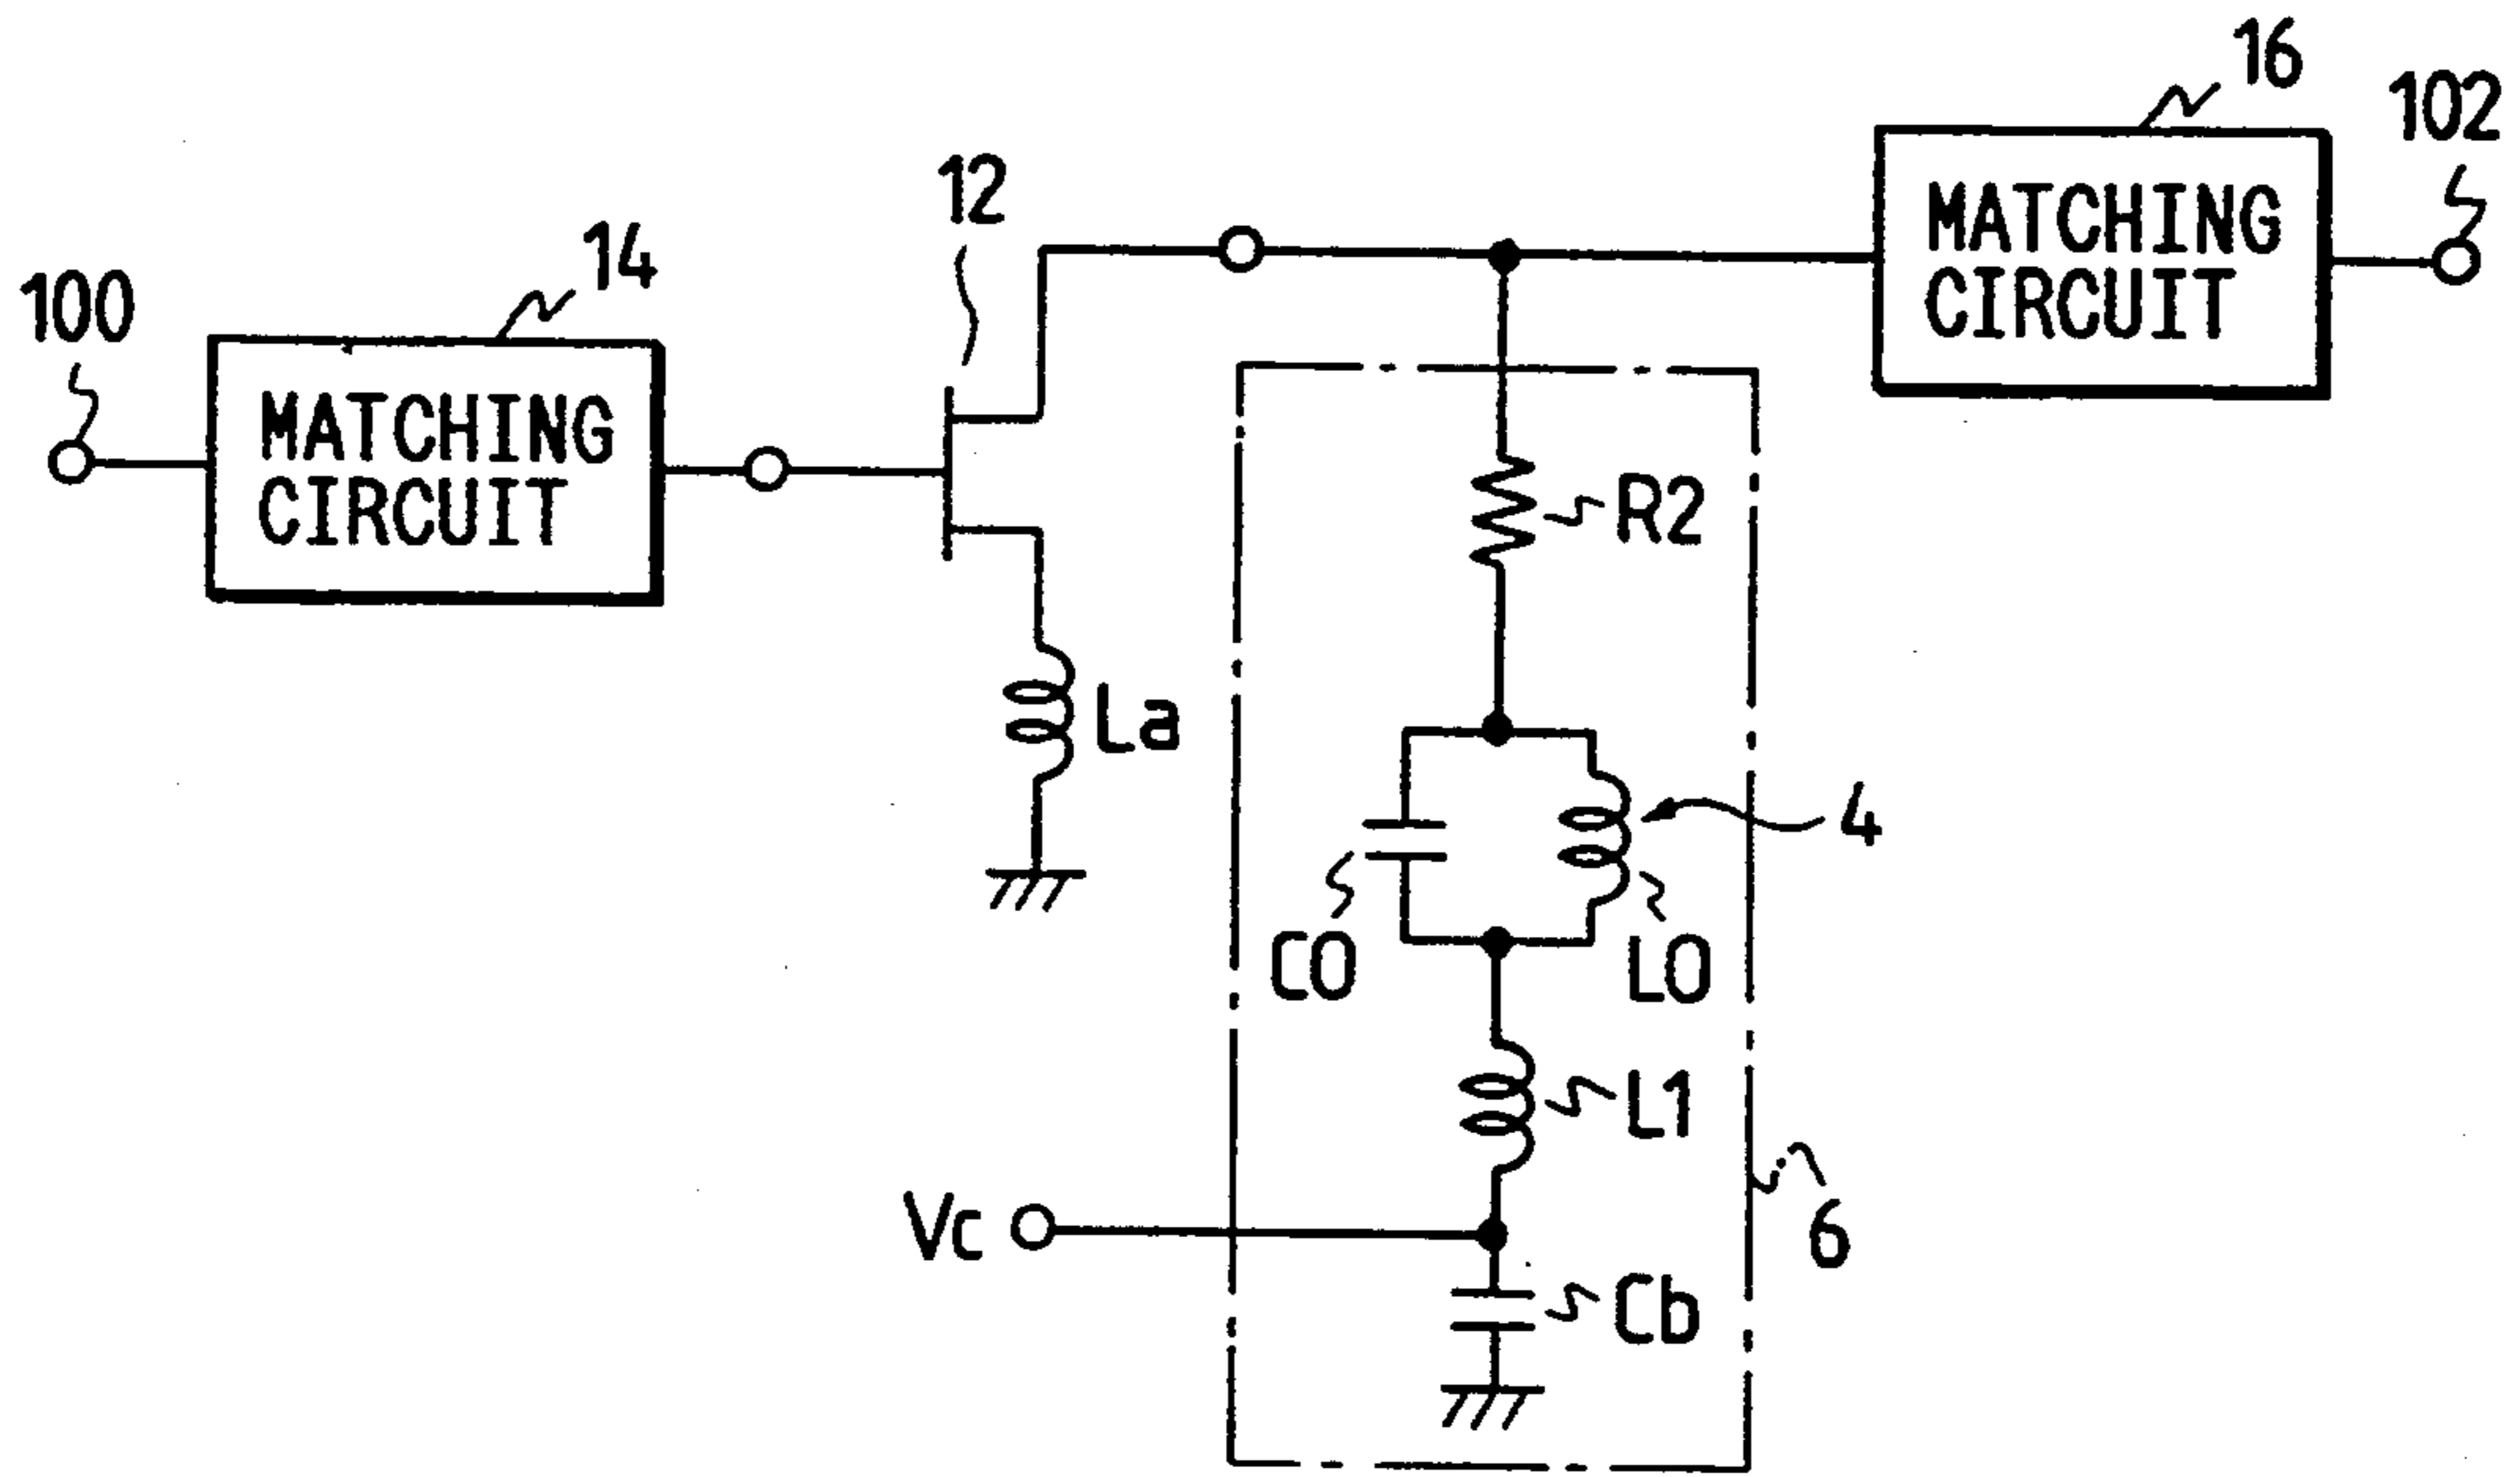 16
102
MATCHING
CIRCUIT
12
14
100
MATCHING
CIRCUIT
R2
La
4
C0
L0
L1
Vc
6
Cb